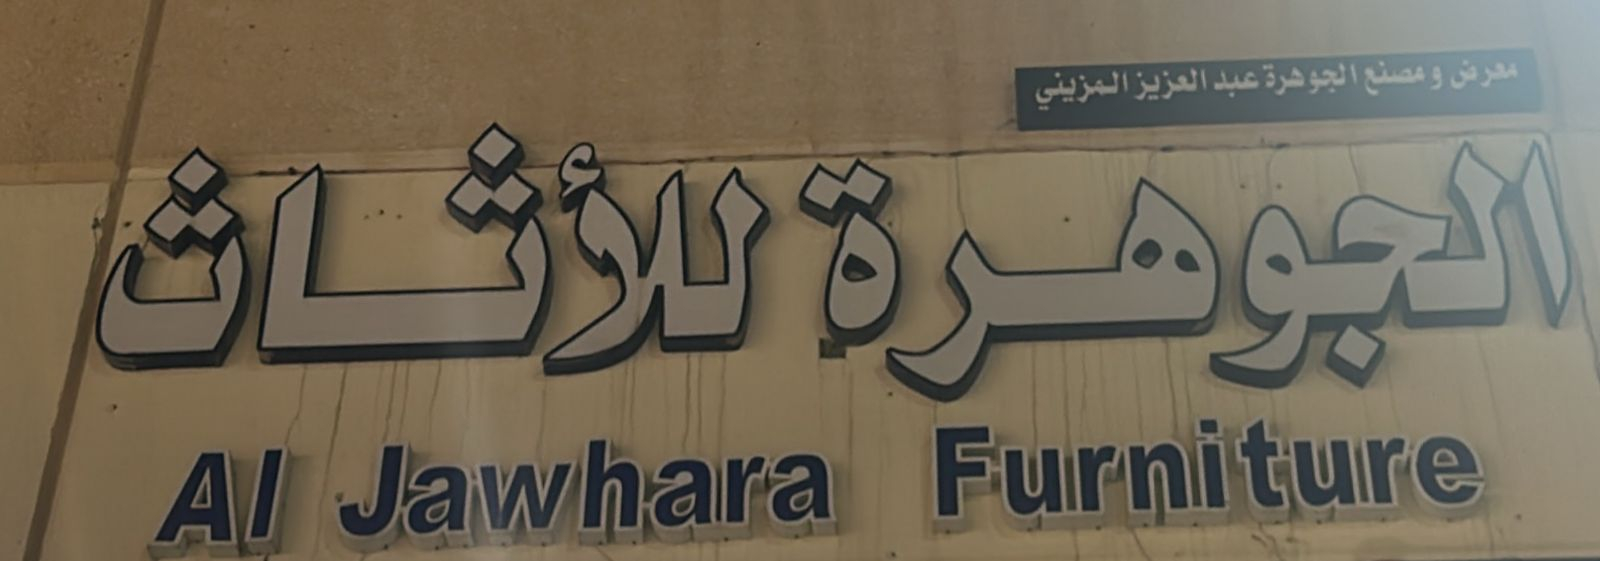 معرض و مصنع الجوهرة عبد العزيز المزيني
الجوهرة للأثاث
Al Jawhara Furniture